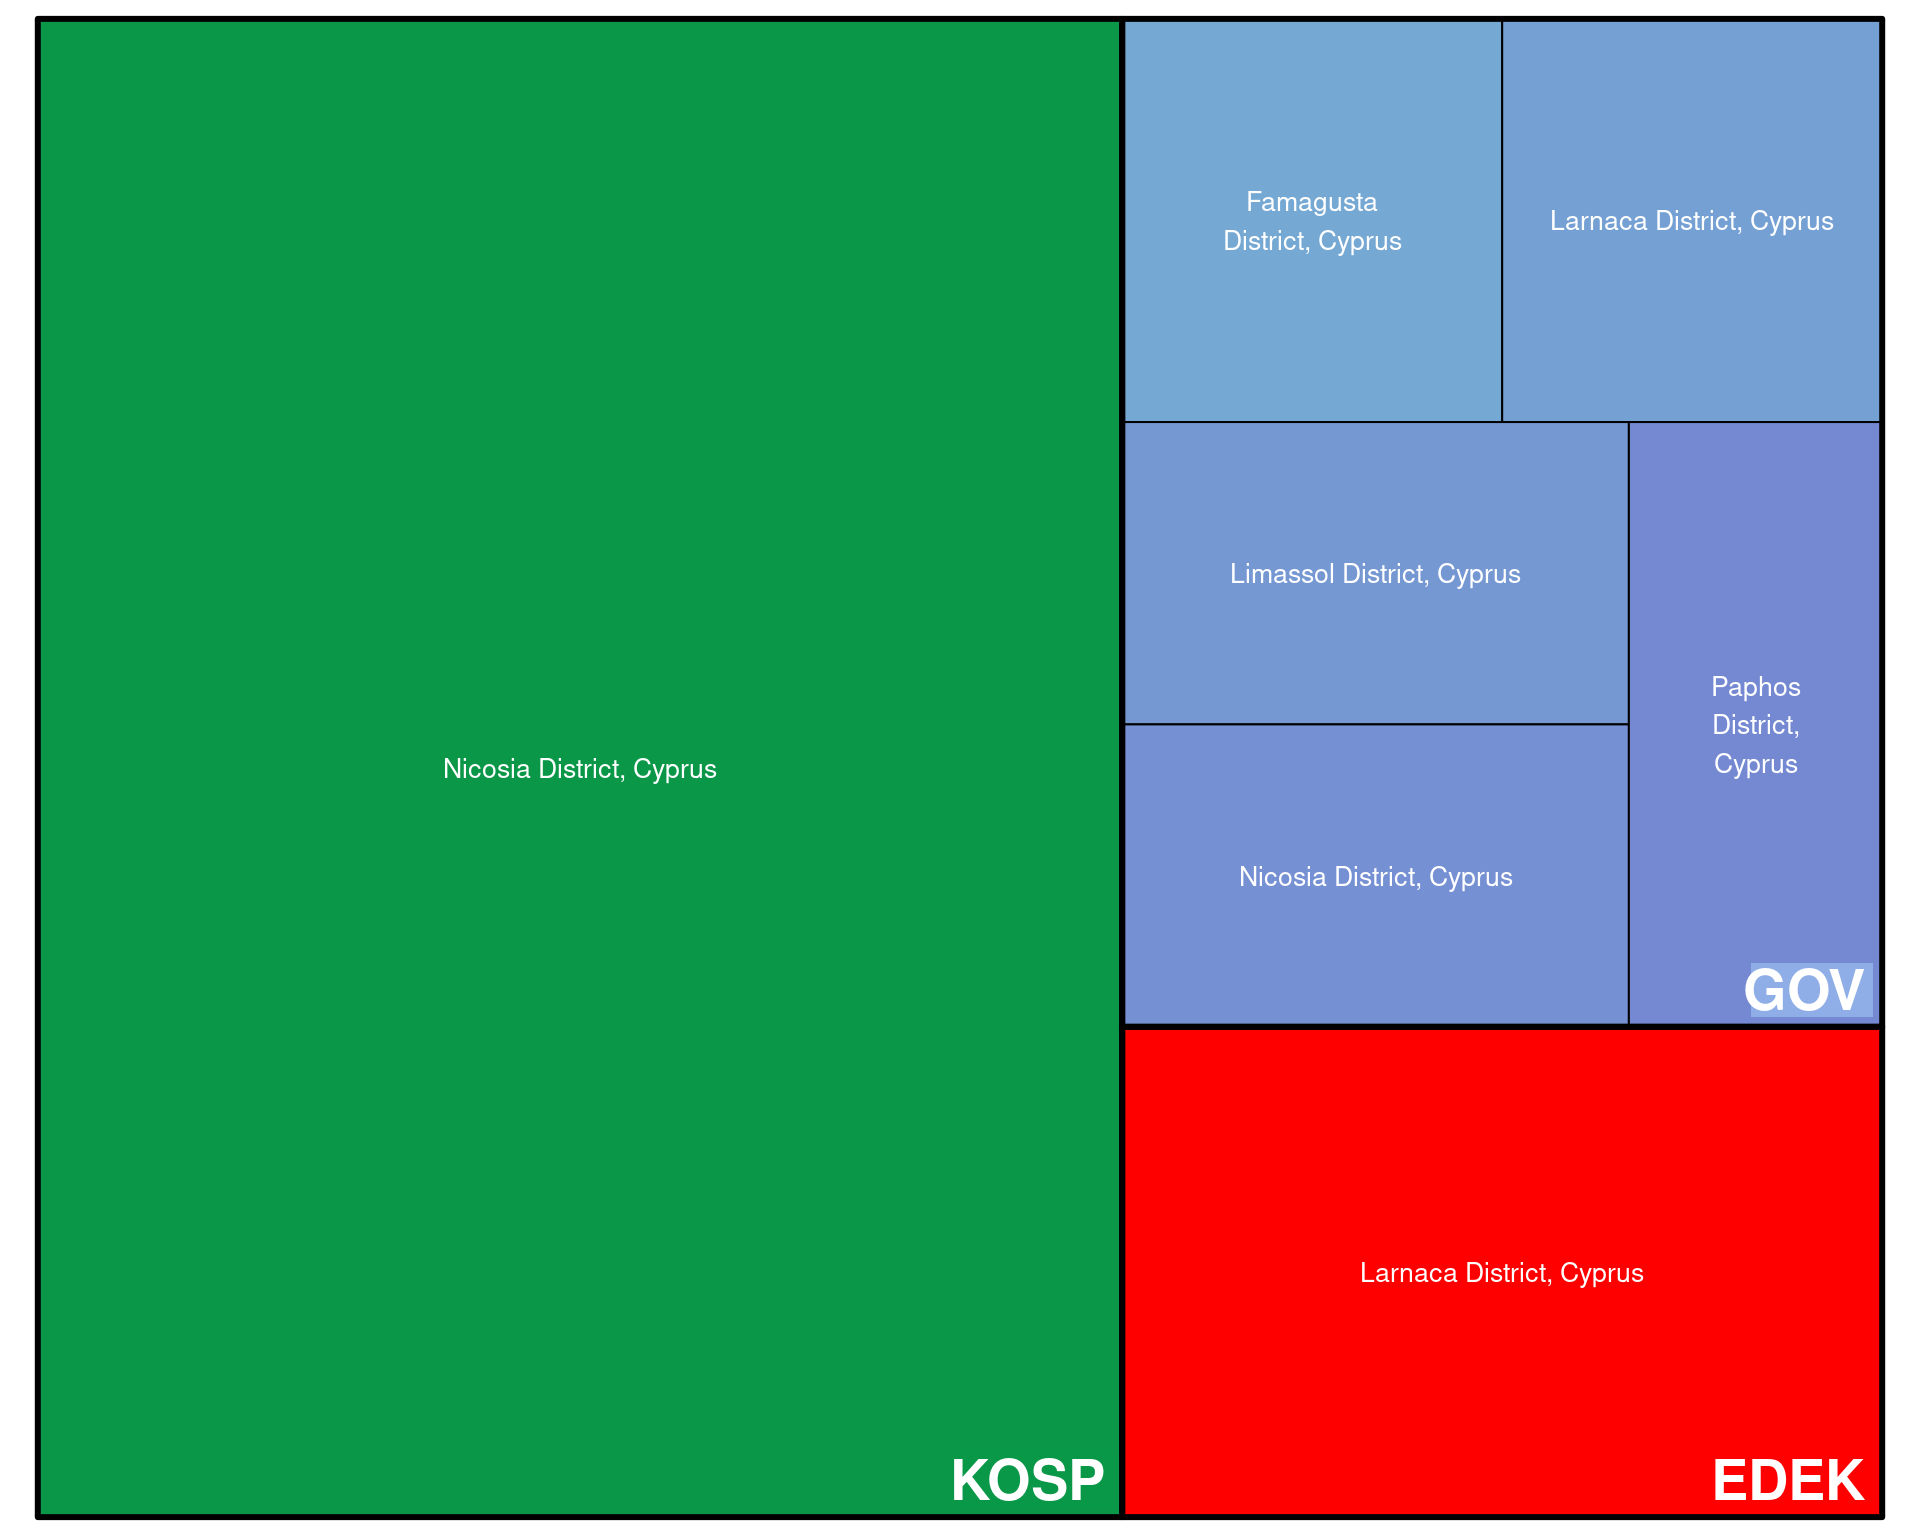 Famagusta
District, Cyprus
Larnaca District, Cyprus
Limassol District, Cyprus
Paphos
District,
Cyprus
Nicosia District, Cyprus
Nicosia District, Cyprus
GOV
Larnaca District, Cyprus
KOSP
EDEK